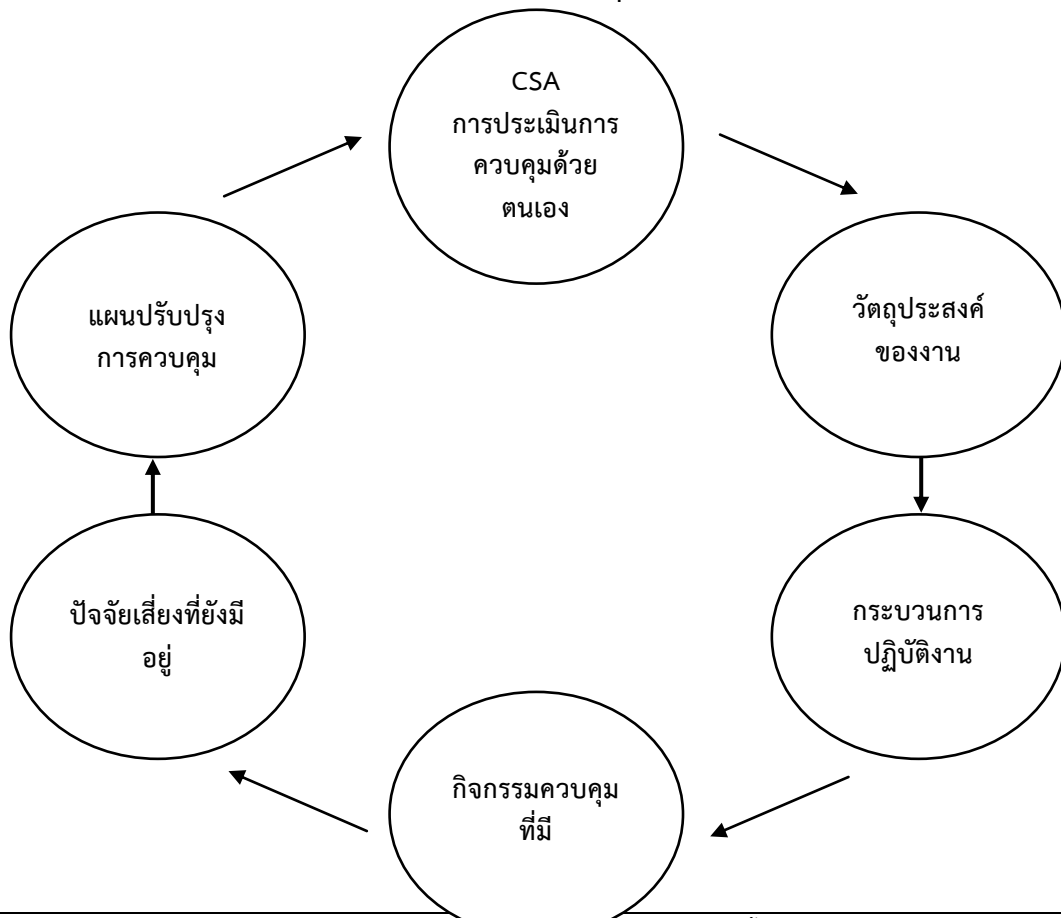 CSA
การประเมินการ
ควบคุมด้วย
ตนเอง
วัตถุประสงค์
ของงาน
กระบวนการ
ปฏิบัติงาน
กิจกรรมควบคุม
ที่มี
ปัจจัยเสี่ยงที่ยังมี
อยู่
แผนปรับปรุง
การควบคุม